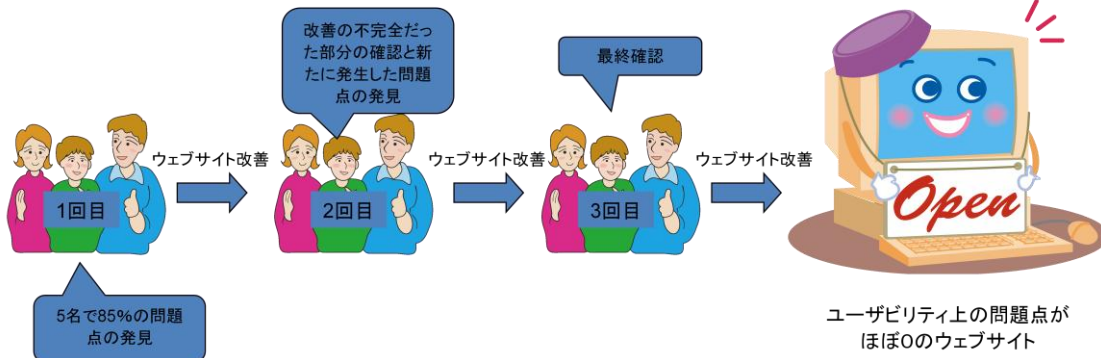 改善の不完全だっ
た部分の確認と新
たに発生した問題
点の発見
最終確認
ウェブサイト改善
ウェブサイト改善
ウェブサイト改善
1回目
2回目
3回目
Open
5名で85%の問題
点の発見
ユーザビリティ上の問題点が
ほぼ0のウェブサイト